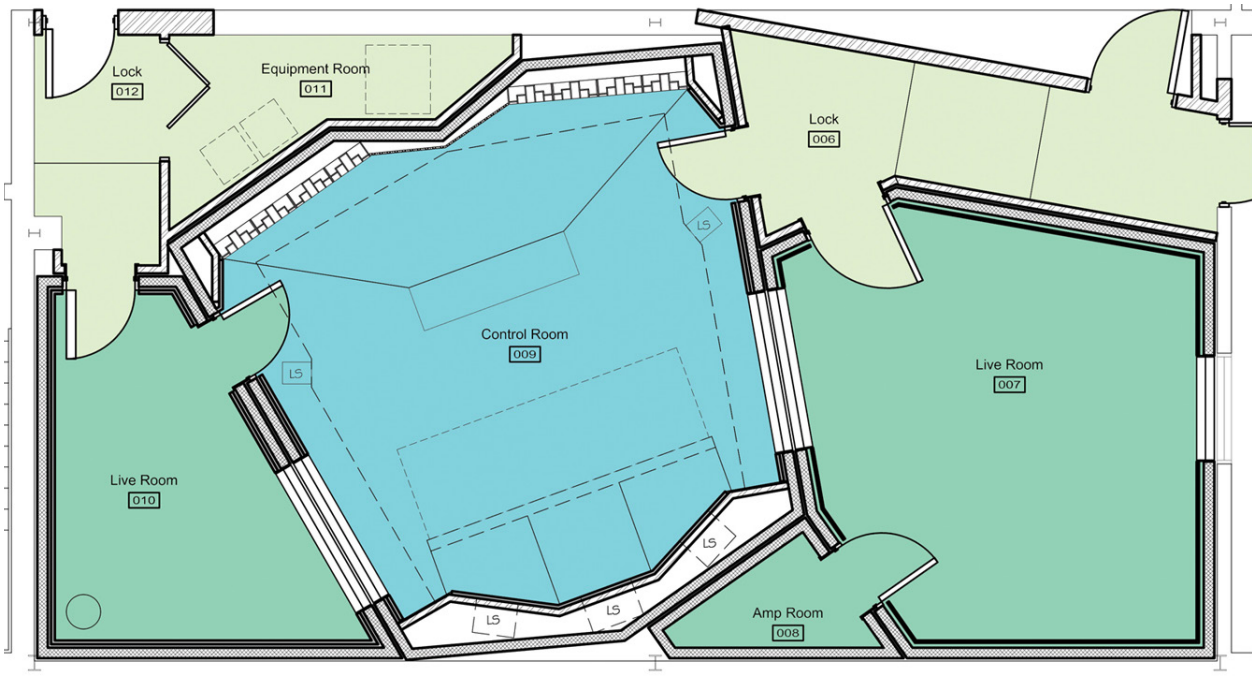 Lock
012
Equipment Room
011
Lock
006
LS
Control Room
009
LS
Live Room
007
Live Room
010
LS
LS
LS
Amp Room
008